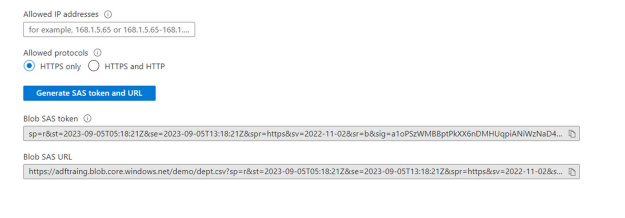 Allowed IP addresses
for example, 168.1.5.65 or 168.1.5.65-168.1....
Allowed protocols
HTTPS only HTTPS and HTTP
Generate SAS token and URL
Blob SAS token
sp=r&st=2023-09-05T05:18:21Z&se=2023-09-05T13:18:21Z&spr=https&sv=2022-11-02&sr=b&sig=a1oPSzWMBBptPkXX6nDMHUqpiANiWzNaD4...
Blob SAS URL
https://adftraing.blob.core.windows.net/demo/dept.csv?sp=r&st=2023-09-05T05:18:21Z&se=2023-09-05T13:18:21Z&spr=https&sv=2022-11-02&s...